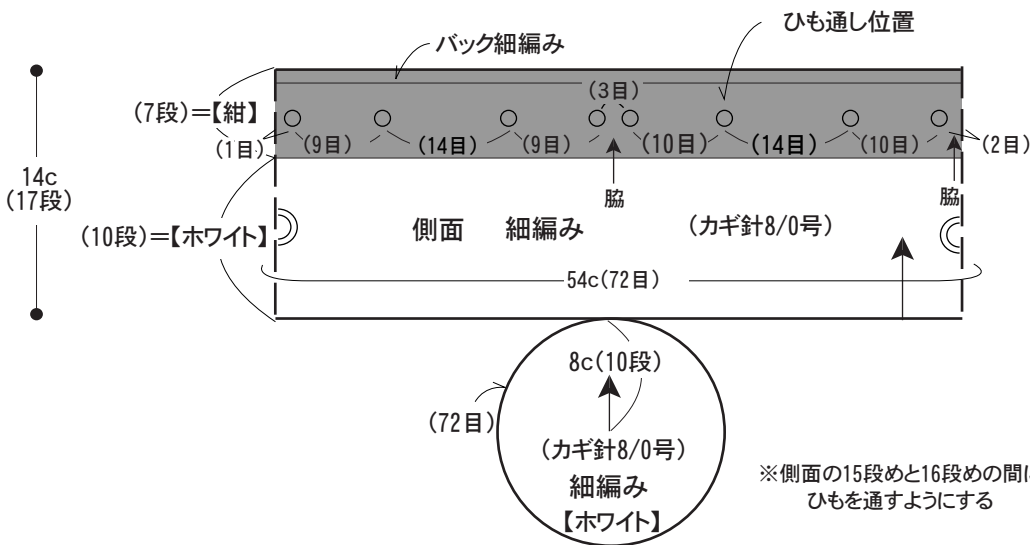 バック細編み
ひも通し位置
(7段)=【紺】
(3目)
(1目)
(9目)
(14目)
(9目)
(10目)
(14目)
(10目)
(2目)
脇
脇
14c
(17段)
(10段)=【ホワイト】
側面 細編み (カギ針8/0号)
54c(72目)
8c(10段)
(72目)
(カギ針8/0号)
細編み
【ホワイト】
※側面の15段めと16段めの間に
ひもを通すようにする